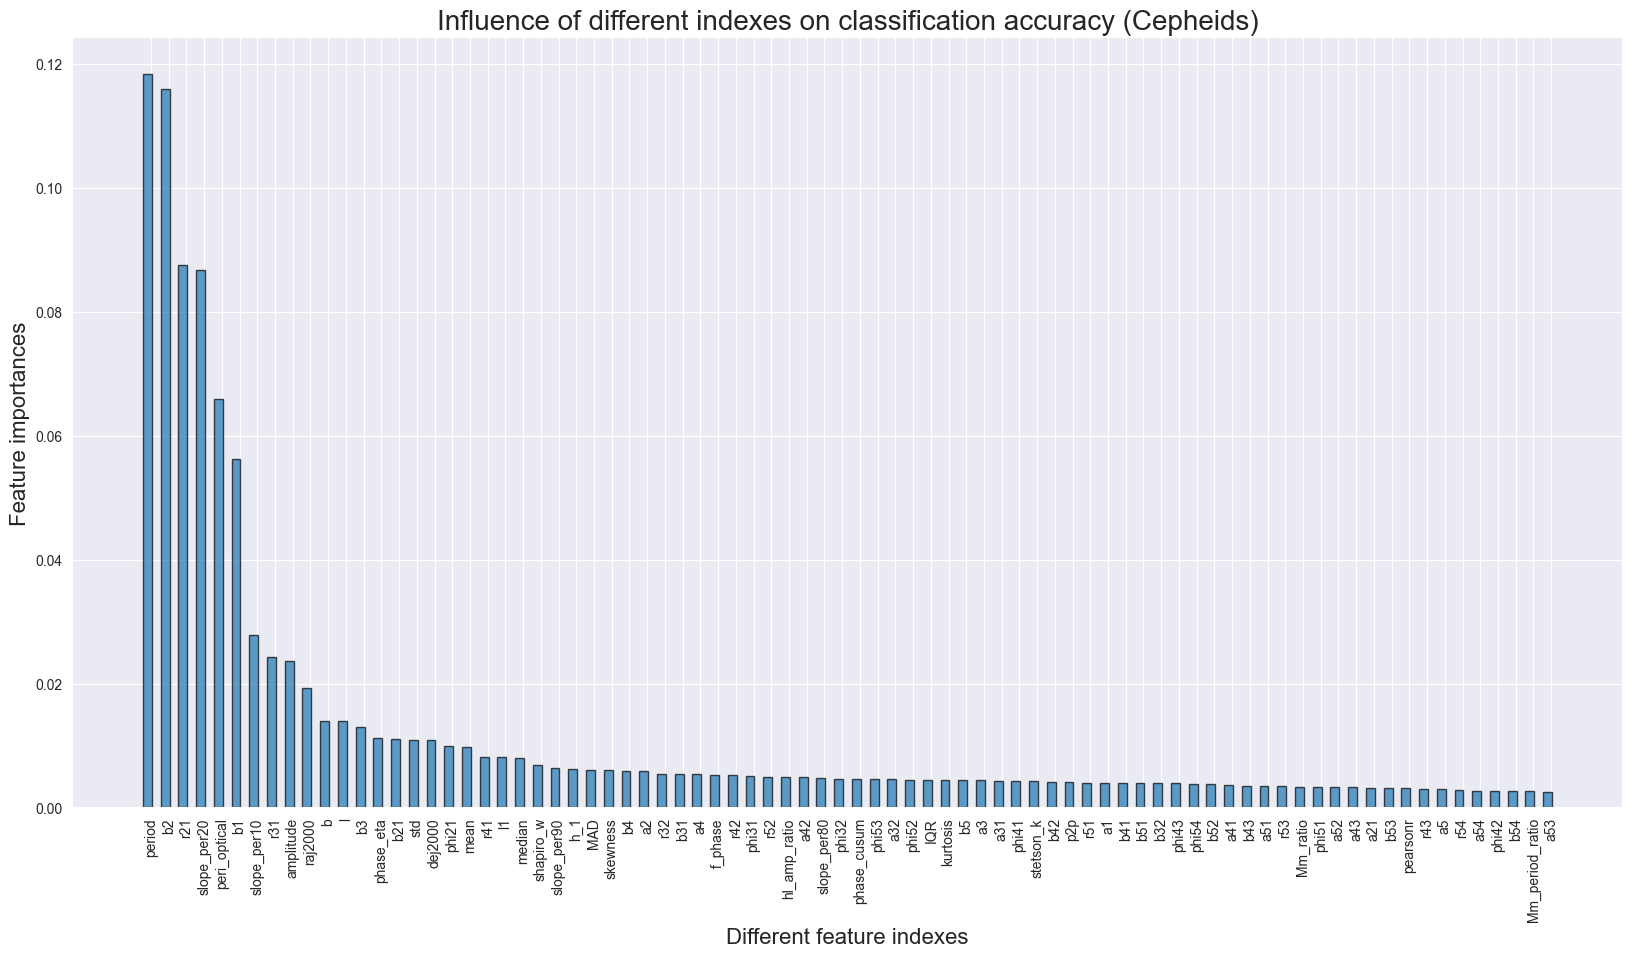 Influence of different indexes on classification accuracy (Cepheids)
Feature importances
0.12
0.10
0.08
0.06
0.04
0.02
0.00
period
b2
r21
slope_per20
peri_optical
b1
slope_per10
r31
amplitude
raj2000
b
l
b3
phase_eta
b21
std
dej2000
phi21
mean
r41
l1
median
shapiro_w
slope_per90
h_1
MAD
skewness
b4
a2
r32
b31
a4
f_phase
r42
phi31
r52
a42
hl_amp_ratio
slope_per80
phi32
phase_cusum
phi53
a32
phi52
IQR
kurtosis
b5
a3
a31
phi41
stetson_k
b42
p2p
r51
a1
b41
b51
b32
phi43
phi54
b52
a41
b43
a51
r53
Mm_ratio
phi51
a52
a43
a21
b53
pearsonr
r43
a5
r54
a54
phi42
b54
Mm_period_ratio
a53
Different feature indexes